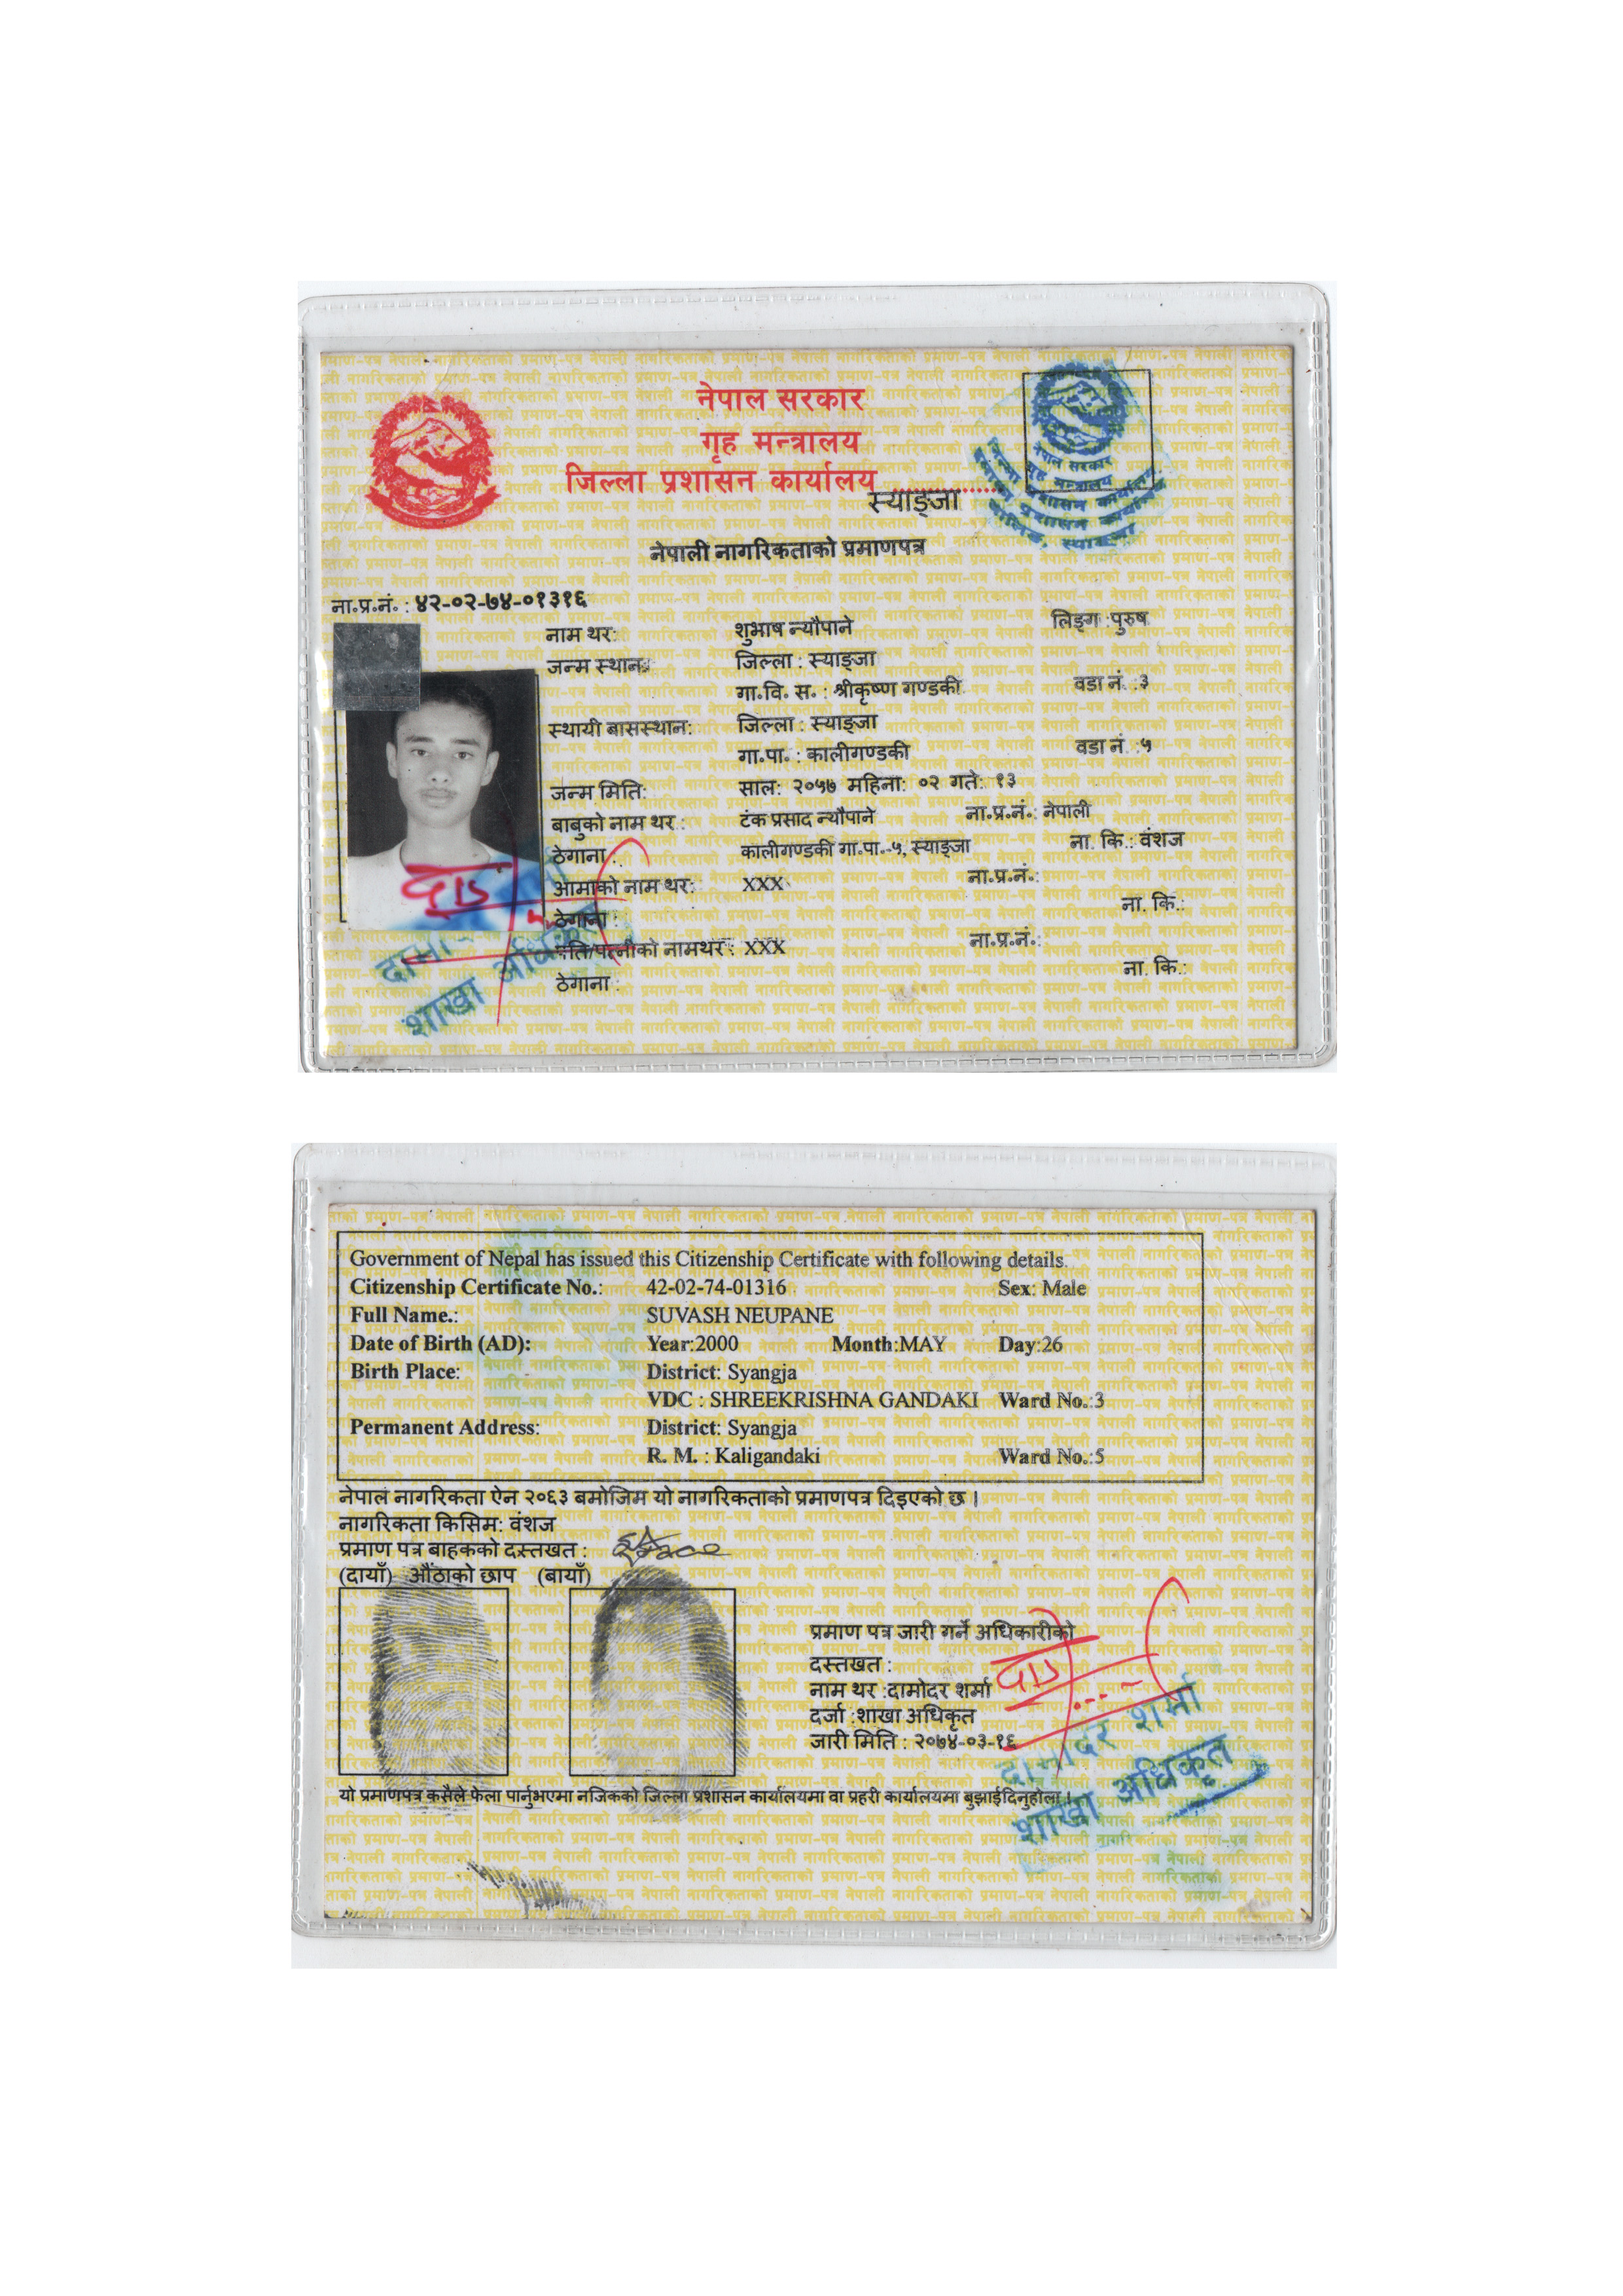 नेपाल सरकार
गृह मन्त्रालय
जिल्ला प्रशासन कार्यालय ..............
स्याङ्जा
नेपाल सरकार
गृह मन्त्रालय
जिल्ला प्रशासन कार्यालय
स्याङ्जा
नेपाली नागरिकताको प्रमाणपत्र
ना.प्र.नं. : ४२-०२-७४-०१३१६
नाम थर: शुभाष न्यौपाने लिङ्ग :पुरुष
जन्म स्थान: जिल्ला : स्याङ्जा
गा.वि. स. : श्रीकृष्ण गण्डकी वडा नं. :३
स्थायी बासस्थान: जिल्ला : स्याङ्जा
गा.पा. : कालीगण्डकी वडा नं :५
जन्म मिति: साल: २०५७ महिना: ०२ गते: १३
बाबुको नाम थर : टंक प्रसाद न्यौपाने ना.प्र.नं.: नेपाली
ठेगाना : कालीगण्डकी गा.पा.-५, स्याङ्जा ना. कि.: वंशज
आमाको नाम थर: XXX ना.प्र.नं.:
ठेगाना : ना. कि.:
पति/पत्नीको नामथर : XXX ना.प्र.नं.:
ठेगाना : ना. कि.:
शाखा अधिकृत
Government of Nepal has issued this Citizenship Certificate with following details.
Citizenship Certificate No.: 42-02-74-01316 Sex: Male
Full Name.: SUVASH NEUPANE
Date of Birth (AD): Year:2000 Month:MAY Day:26
Birth Place: District: Syangja
VDC : SHREEKRISHNA GANDAKI Ward No.:3
Permanent Address: District: Syangja
R. M. : Kaligandaki Ward No.:5
नेपाल नागरिकता ऐन २०६३ बमोजिम यो नागरिकताको प्रमाणपत्र दिइएको छ ।
नागरिकता किसिम: वंशज
प्रमाण पत्र बाहकको दस्तखत :
(दायाँ) औंठाको छाप (बायाँ)
प्रमाण पत्र जारी गर्ने अधिकारीको
दस्तखत :
नाम थर :दामोदर शर्मा
दर्जा :शाखा अधिकृत
जारी मिति : २०७४-०३-१६
दामोदर शर्मा
शाखा अधिकृत
यो प्रमाणपत्र कसैले फेला पार्नुभएमा नजिकको जिल्ला प्रशासन कार्यालयमा वा प्रहरी कार्यालयमा बुझाईदिनुहोला ।